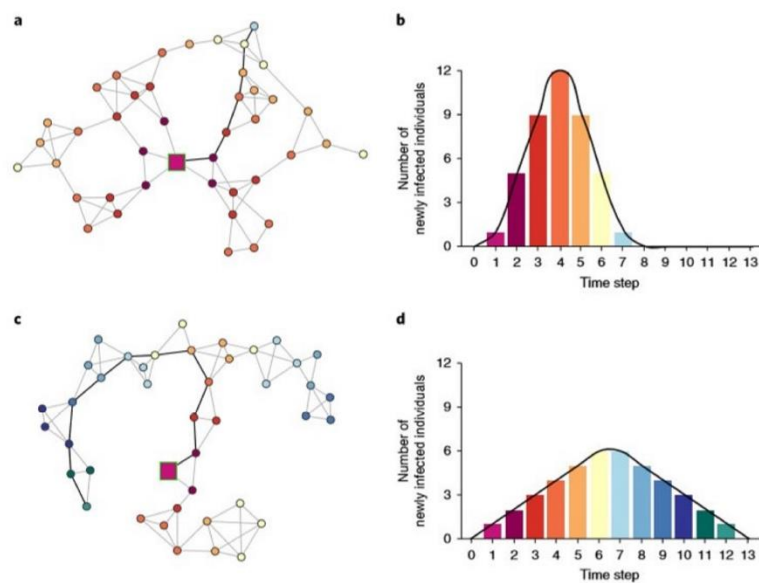 a
b
12
9
6
3
0
Number of
newly infected individuals
0 1 2 3 4 5 6 7 8 9 10 11 12 13
Time step
c
d
12
9
6
3
0
Number of
newly infected individuals
0 1 2 3 4 5 6 7 8 9 10 11 12 13
Time step